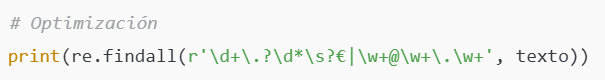 # Optimización
print(re.findall(r'\d+\.?\d*\s?€|\w+@\w+\.\w+', texto))